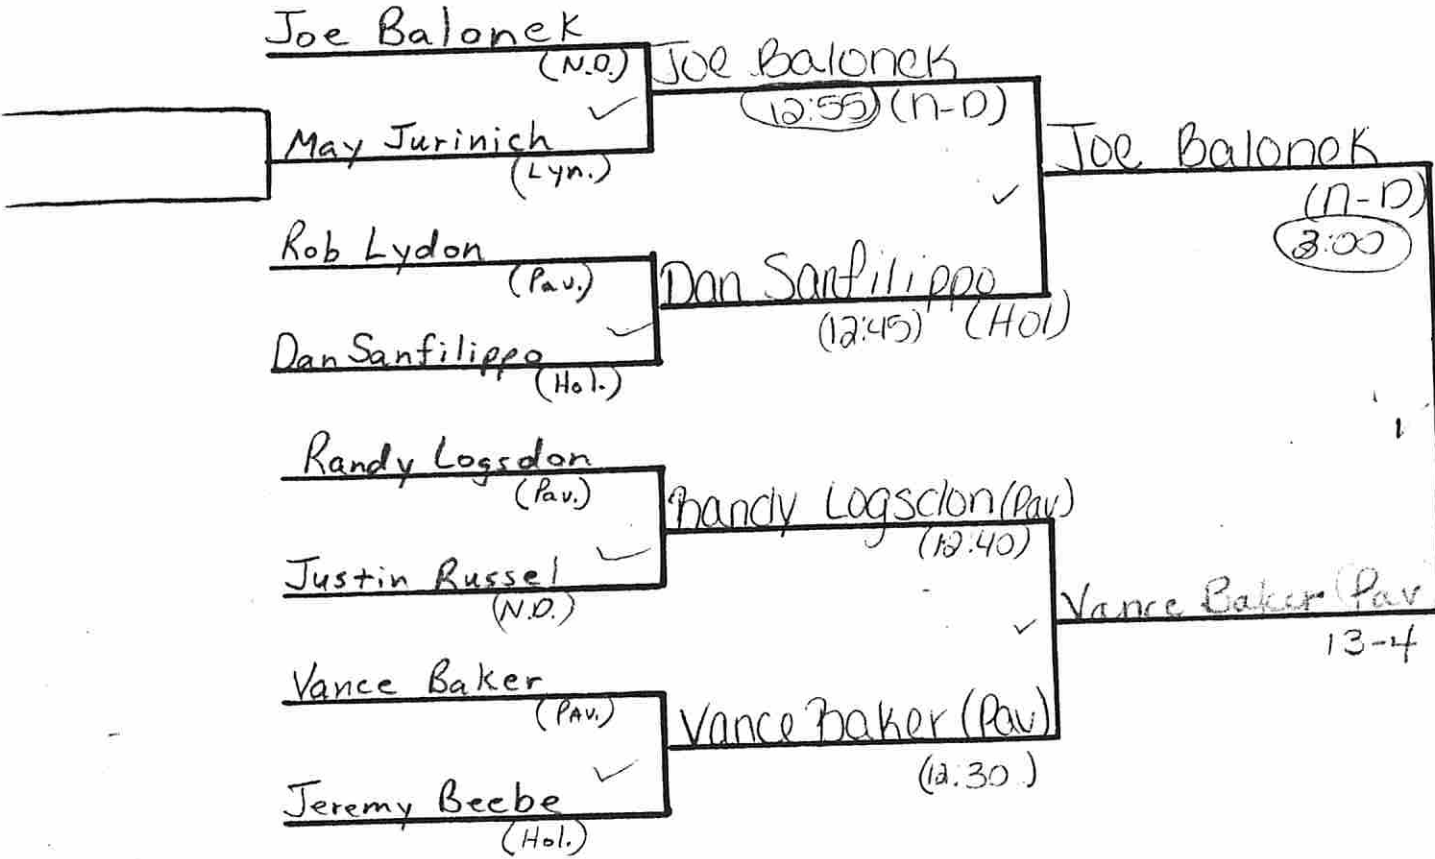 Joe Balonek
(N.D.)
May Jurinich
(Lyn.)
Rob Lydon
(Pav.)
Dan Sanfilippo
(Hol.)
Randy Logsdon
(Pav.)
Justin Russel
(N.D.)
Vance Baker
(PAV.)
Jeremy Beebe
(Hol.)
Joe Balonek
12:55 (N-D)
Dan Sanfilippo
(12:45) (HOl)
Randy Logsdon (Pav)
(12:40)
Vance Baker (Pav)
(12:30)
Joe Balonek
(N-D)
3:00
Vance Baker (Pav
13-4